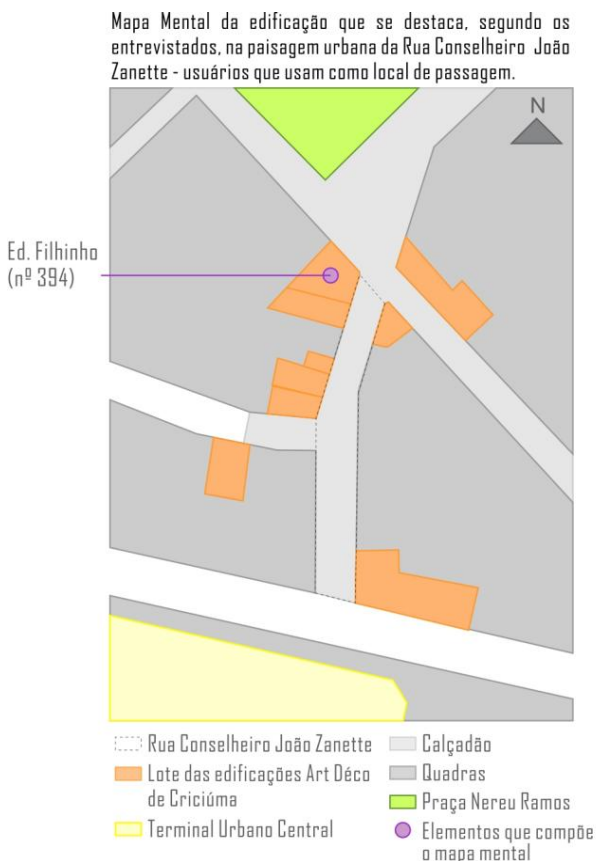 Mapa Mental da edificação que se destaca, segundo os
entrevistados, na paisagem urbana da Rua Conselheiro João
Zanette - usuários que usam como local de passagem.
N
Ed. Filhinho
(nº 394)
Rua Conselheiro João Zanette
Lote das edificações Art Déco
de Criciúma
Terminal Urbano Central
Calçadão
Quadras
Praça Nereu Ramos
Elementos que compõe
o mapa mental